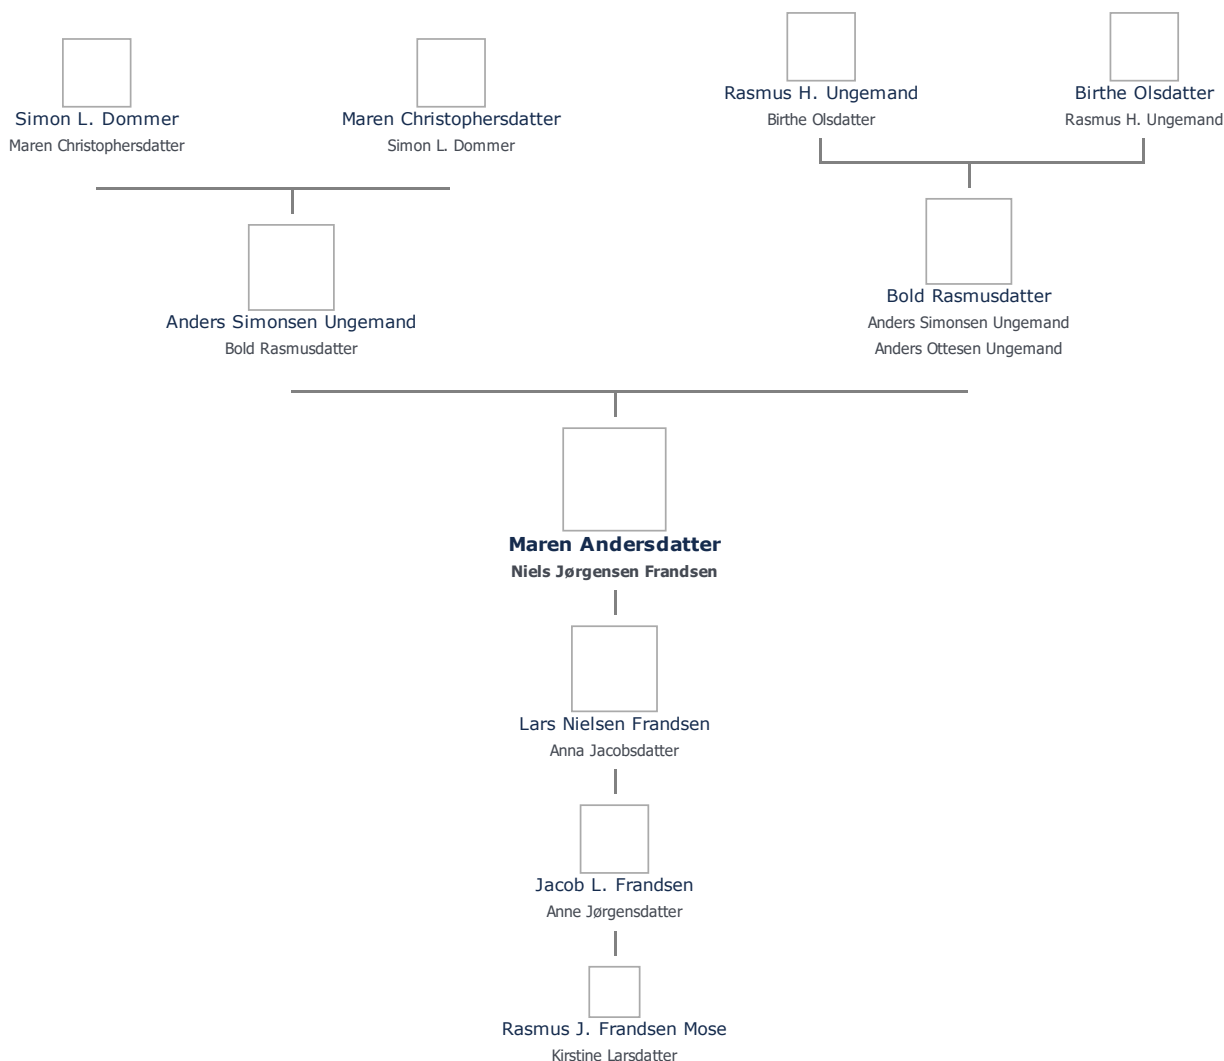 Simon L. Dommer
Maren Christophersdatter
Maren Christophersdatter
Simon L. Dommer
Rasmus H. Ungemand
Birthe Olsdatter
Birthe Olsdatter
Rasmus H. Ungemand
Anders Simonsen Ungemand
Bold Rasmusdatter
Bold Rasmusdatter
Anders Simonsen Ungemand
Anders Ottesen Ungemand
Maren Andersdatter
Niels Jørgensen Frandsen
Lars Nielsen Frandsen
Anna Jacobsdatter
Jacob L. Frandsen
Anne Jørgensdatter
Rasmus J. Frandsen Mose
Kirstine Larsdatter